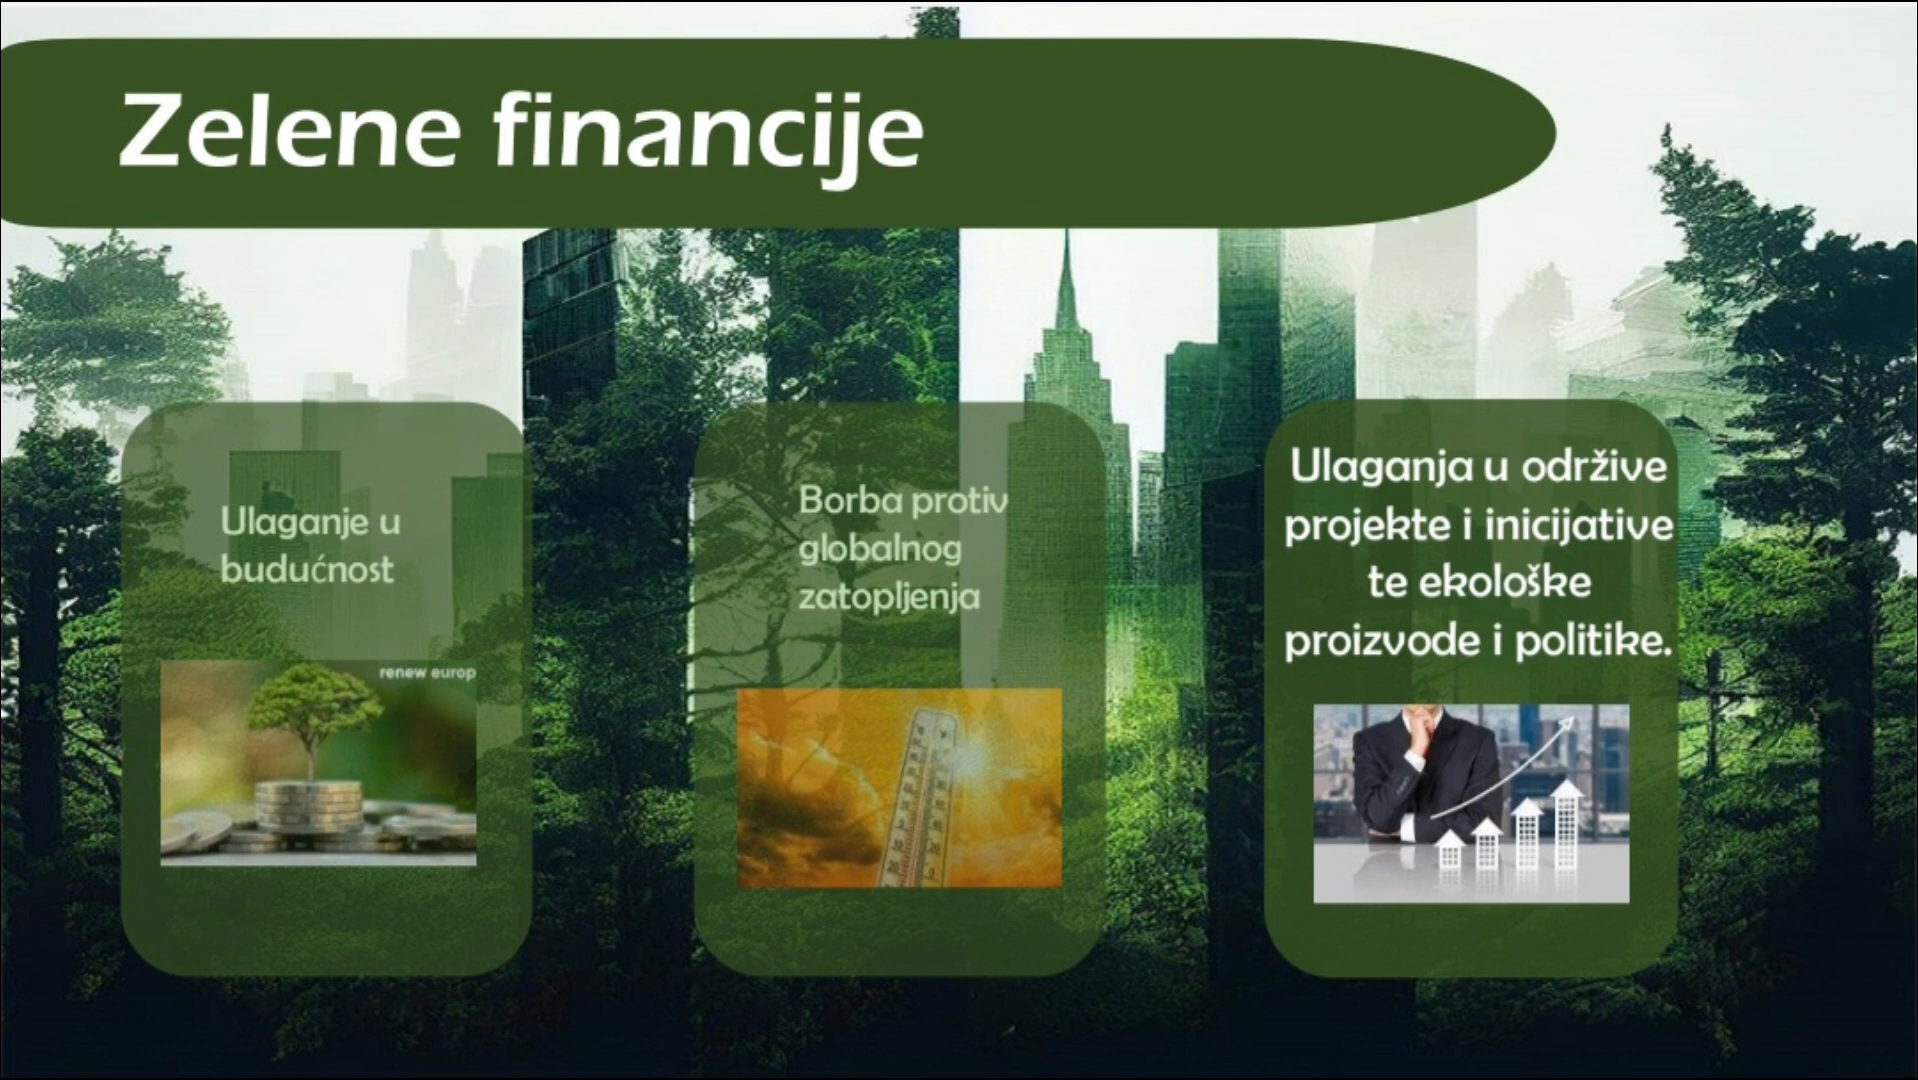 Zelene financije
Ulaganje u
budućnost
renew europ
Borba protiv
globalnog
zatopljenja
Ulaganja u održive
projekte i inicijative
te ekološke
proizvode i politike.